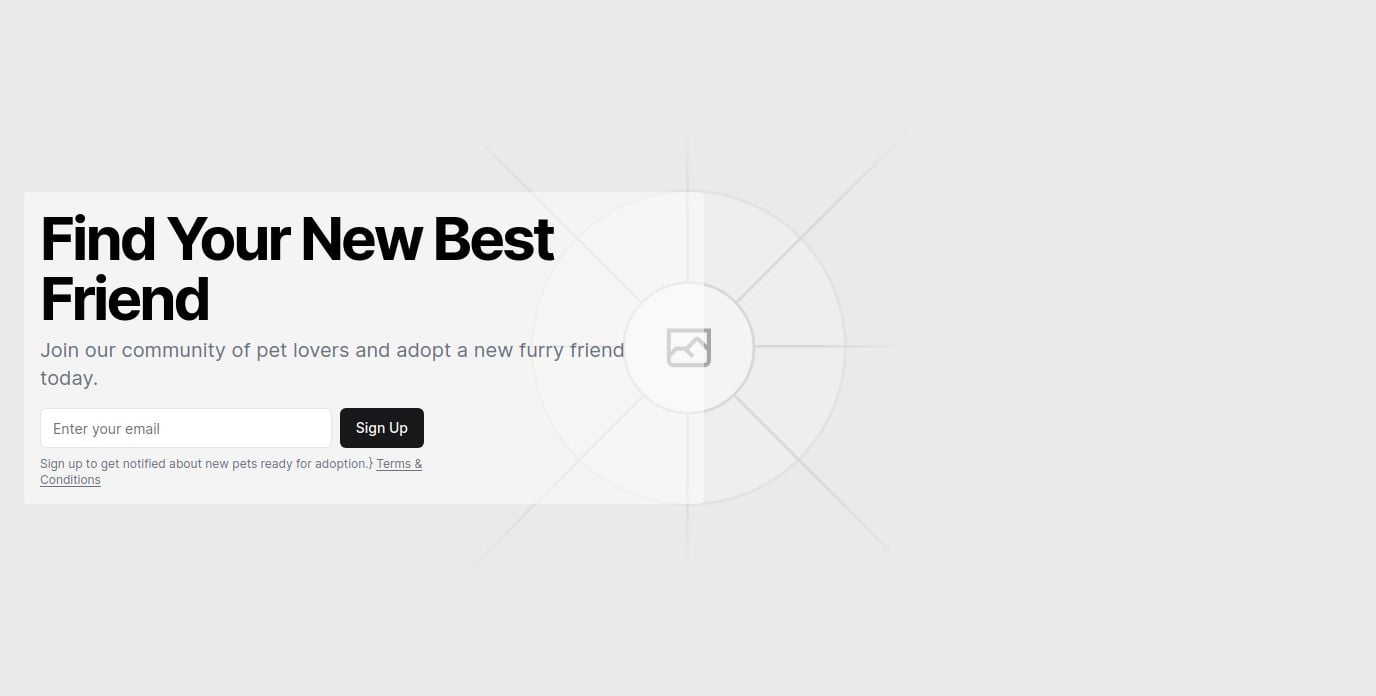 Find Your New Best
Friend
Join our community of pet lovers and adopt a new furry friend
today.
Enter your email
Sign Up
Sign up to get notified about new pets ready for adoption.} Terms &
Conditions